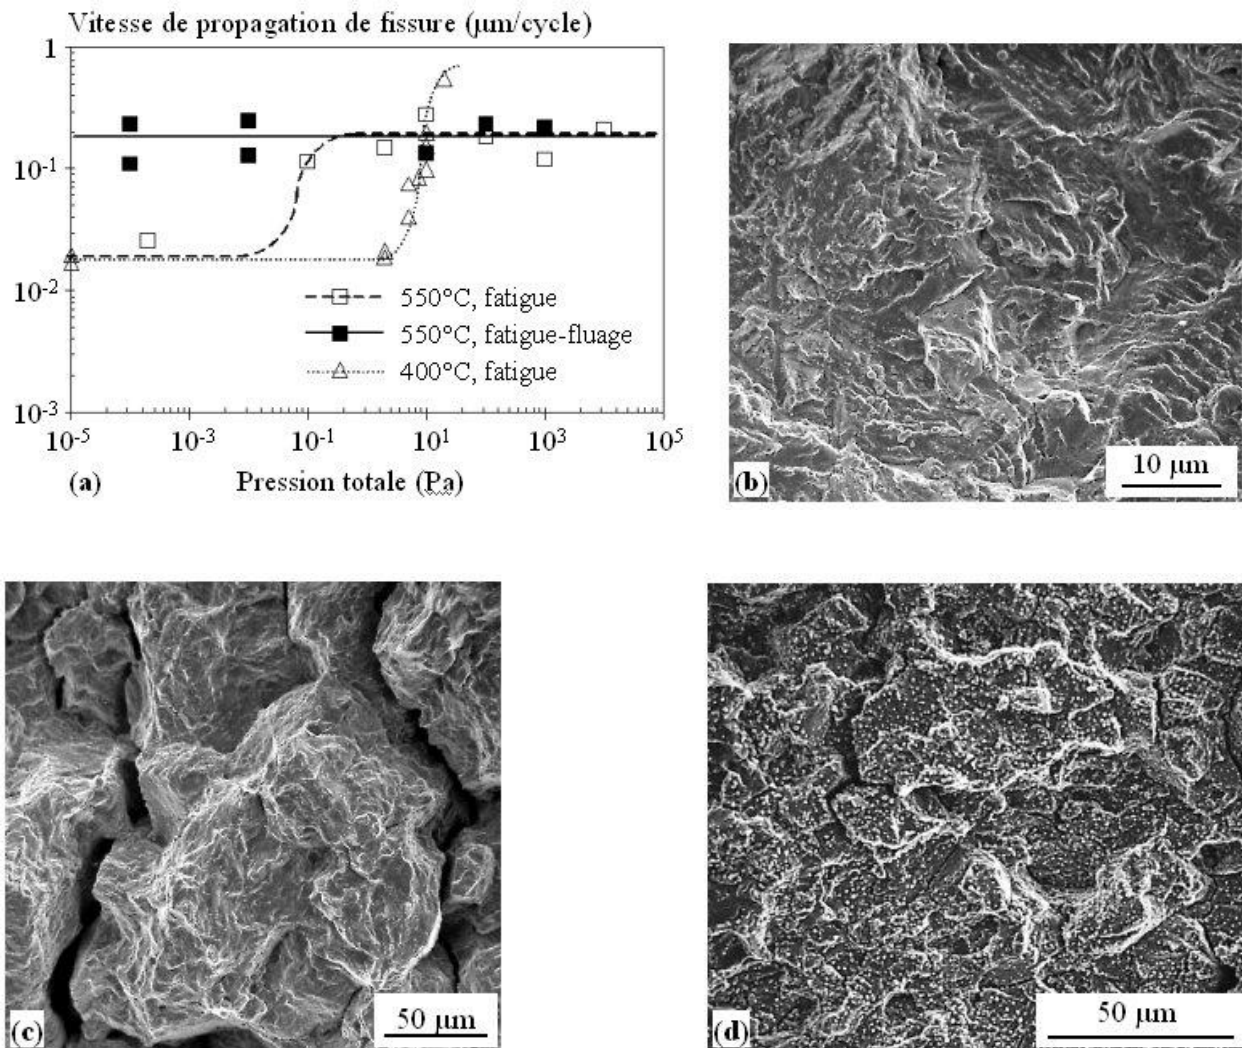 Vitesse de propagation de fissure (µm/cycle)
1
10⁻¹
10⁻²
10⁻³
550°C, fatigue
550°C, fatigue-fluage
400°C, fatigue
10⁻⁵ 10⁻³ 10⁻¹ 10¹ 10³ 10⁵
(a) Pression totale (Pa)
10 µm
(b)
50 µm
(c)
50 µm
(d)